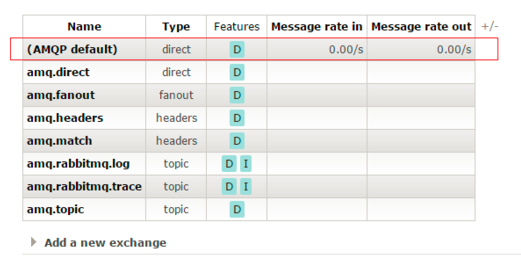 Name Type Features Message rate in Message rate out +/-
(AMQP default) direct D 0.00/s 0.00/s
amq.direct direct D
amq.fanout fanout D
amq.headers headers D
amq.match headers D
amq.rabbitmq.log topic D I
amq.rabbitmq.trace topic D I
amq.topic topic D
Add a new exchange